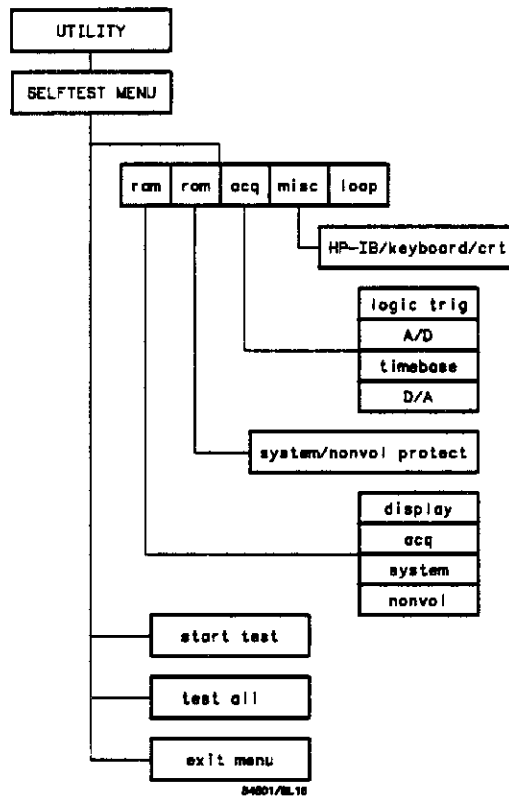 UTILITY
SELFTEST MENU
ram rom acq misc loop
HP-IB/keyboard/crt
logic trig
A/D
timebase
D/A
system/nonvol protect
display
acq
system
nonvol
start test
test all
exit menu